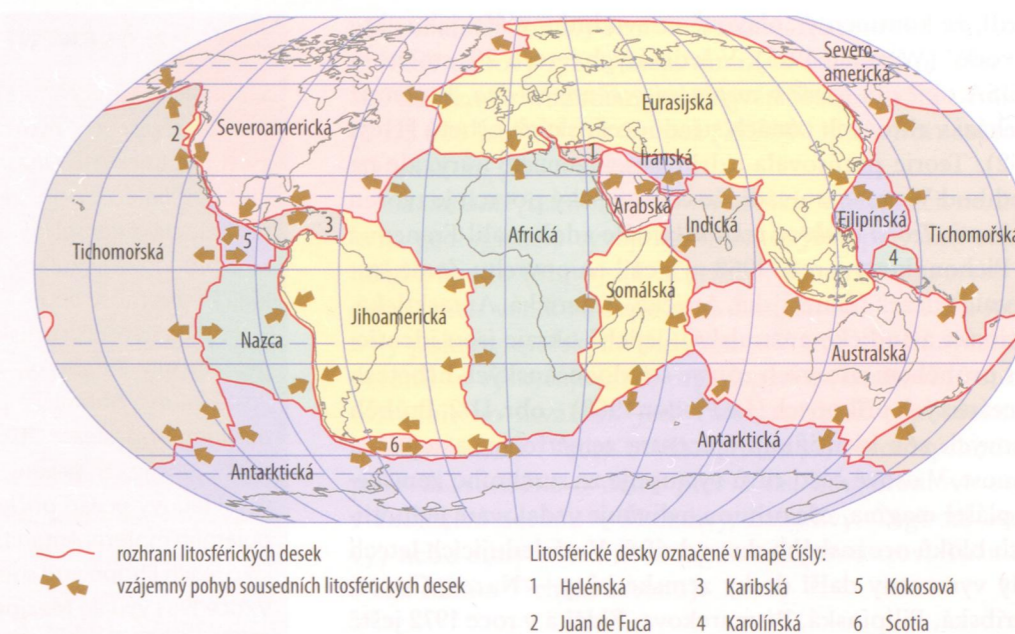 Severo-
americká
Eurasijská
2
Severoamerická
1
Íránská
Arabská
Indická
Filipínská
3
Africká
Tichomořská
5
Tichomořská
4
Somálská
Jihoamerická
Nazca
Australská
6
Antarktická
Antarktická
rozhraní litosférických desek
vzájemný pohyb sousedních litosférických desek
Litosférické desky označené v mapě čísly:
1 Helénská 3 Karibská 5 Kokosová
2 Juan de Fuca 4 Karolínská 6 Scotia